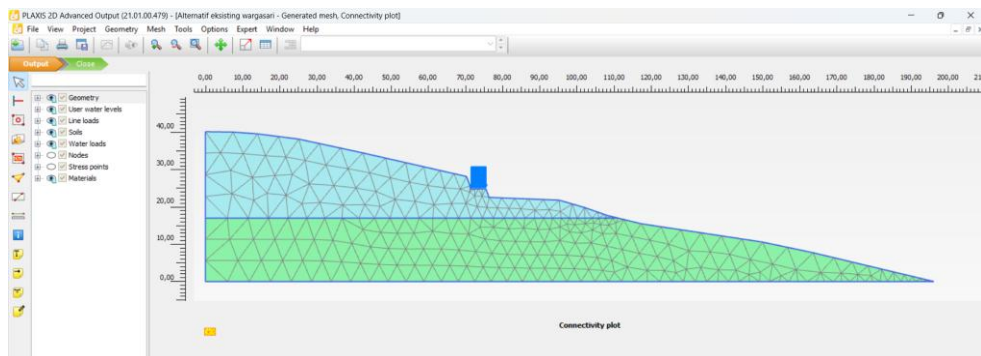 PLAXIS 2D Advanced Output (21.01.00.479) - [Alternatif eksisting wargasari - Generated mesh, Connectivity plot]
File View Project Geometry Mesh Tools Options Expert Window Help
Output Close
0,00 10,00 20,00 30,00 40,00 50,00 60,00 70,00 80,00 90,00 100,00 110,00 120,00 130,00 140,00 150,00 160,00 170,00 180,00 190,00 200,00
Geometry
User water levels
Line loads
Soils
Water loads
Nodes
Stress points
Materials
40,00
30,00
20,00
10,00
0,00
Connectivity plot